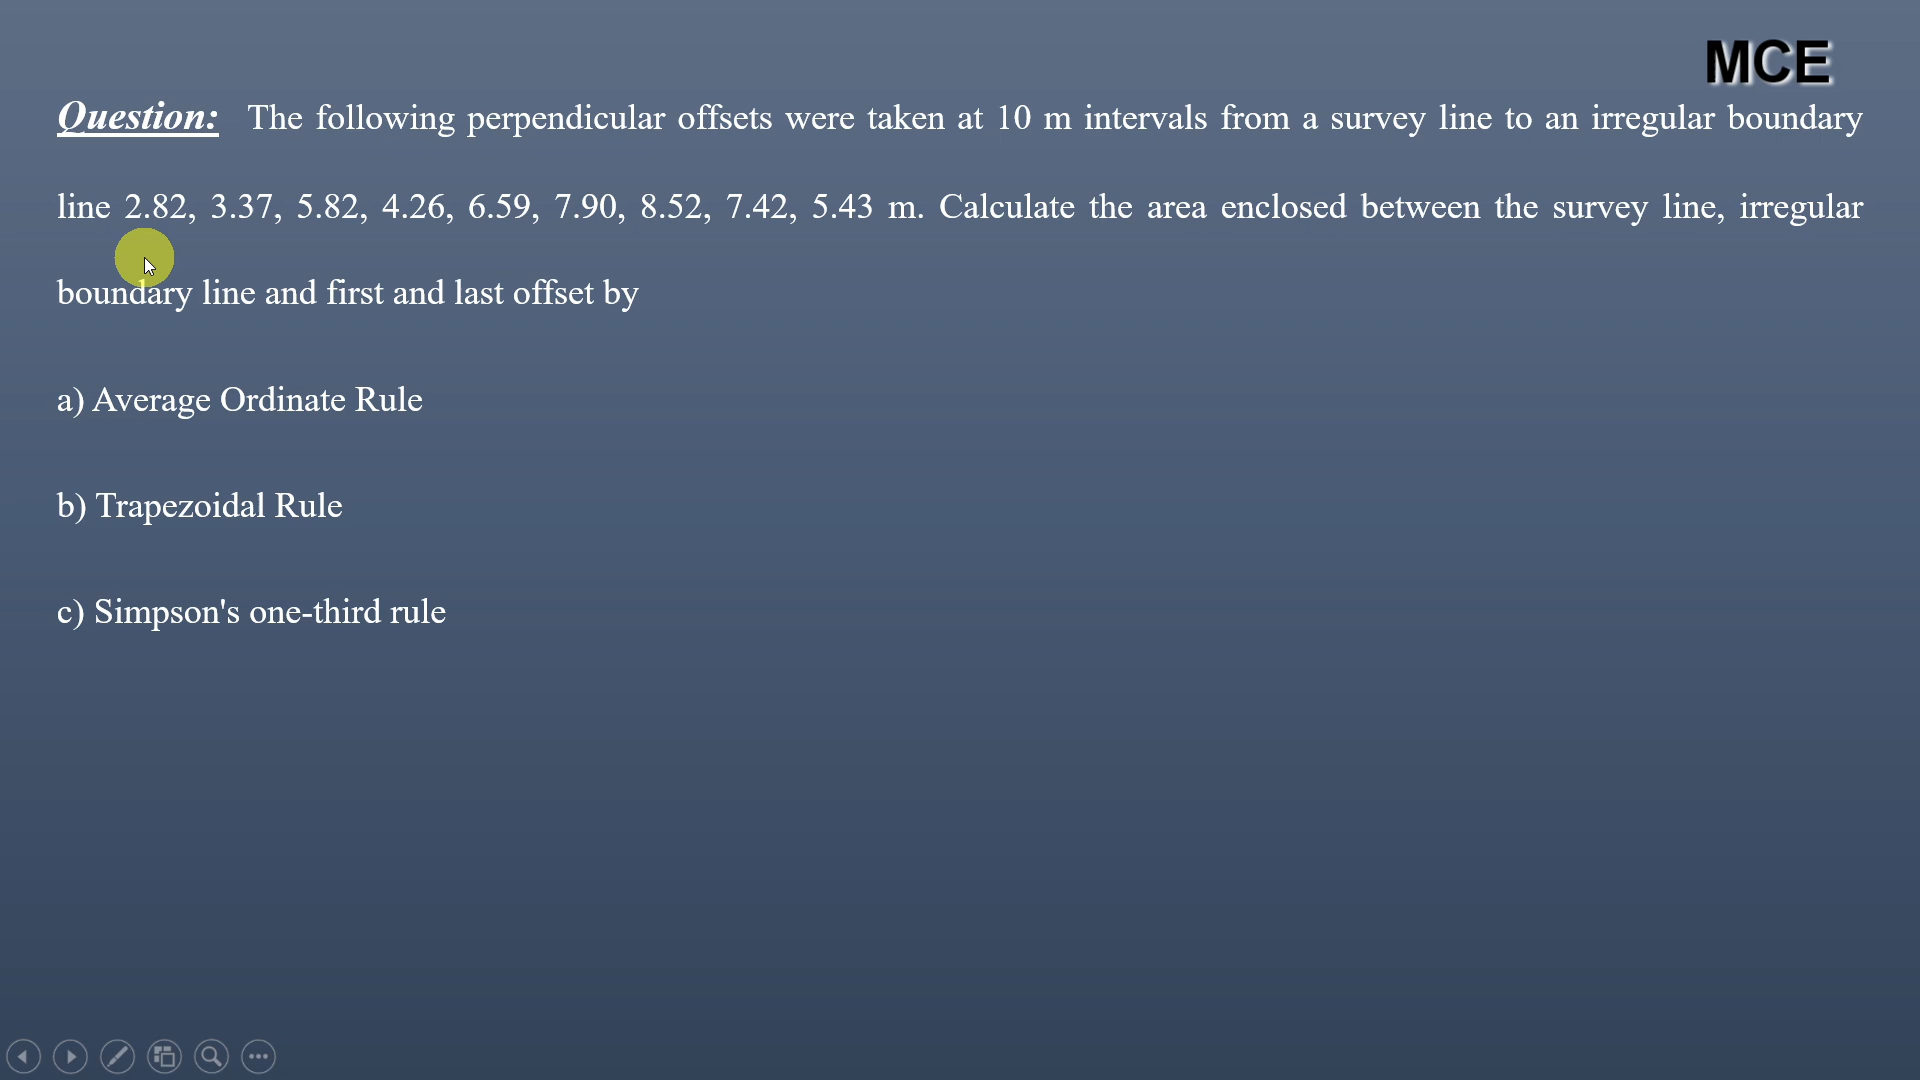 MCE
Question: The following perpendicular offsets were taken at 10 m intervals from a survey line to an irregular boundary
line 2.82, 3.37, 5.82, 4.26, 6.59, 7.90, 8.52, 7.42, 5.43 m. Calculate the area enclosed between the survey line, irregular
boundary line and first and last offset by
a) Average Ordinate Rule
b) Trapezoidal Rule
c) Simpson's one-third rule